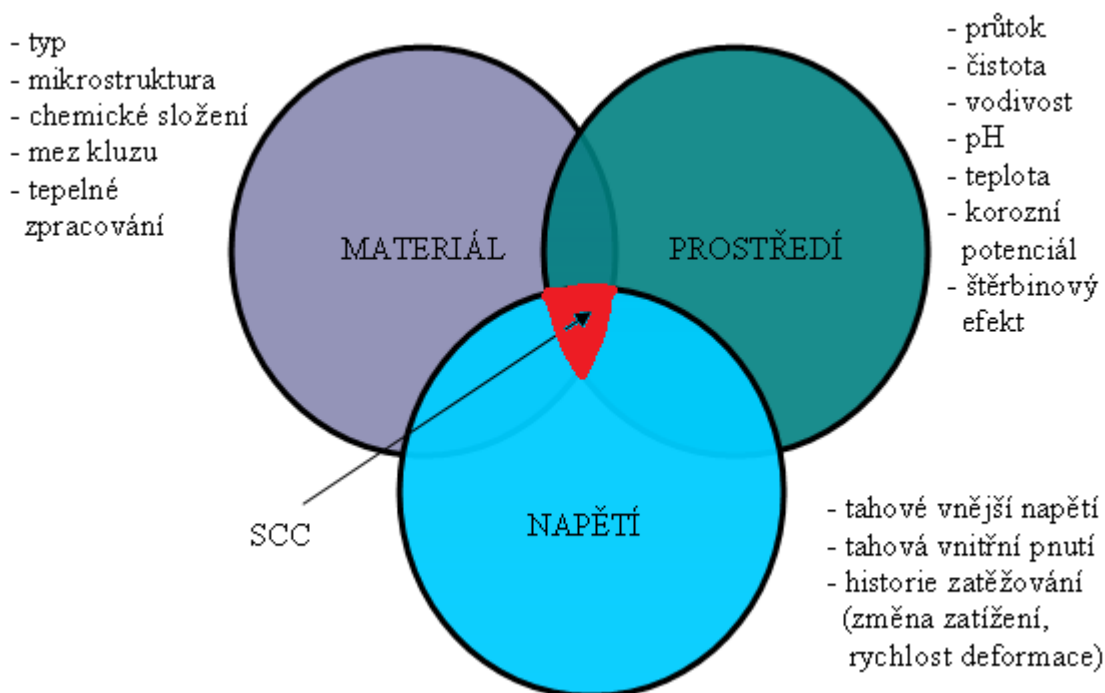 - typ
- mikrostruktura
- chemické složení
- mez kluzu
- tepelné
zpracování
- průtok
- čistota
- vodivost
- pH
- teplota
- korozní
potenciál
- štěrbinový
efekt
MATERIÁL
PROSTŘEDÍ
SCC
NAPĚTÍ
- tahové vnější napětí
- tahová vnitřní pnutí
- historie zatěžování
(změna zatížení,
rychlost deformace)